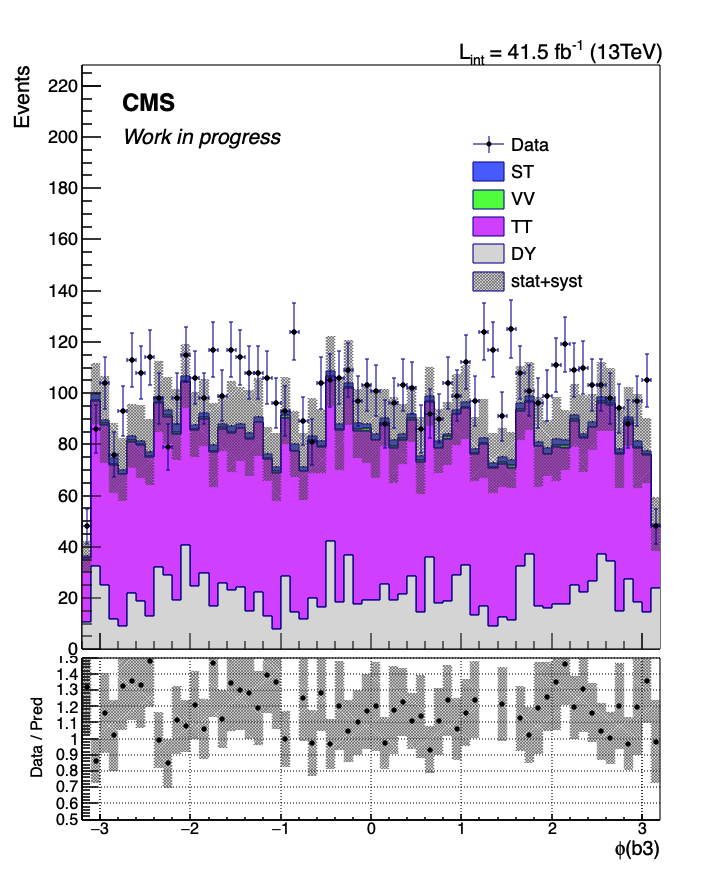 L_int = 41.5 fb⁻¹ (13TeV)
Events
220
200
180
160
140
120
100
80
60
40
20
0
CMS
Work in progress
Data
ST
VV
TT
DY
stat+syst
Data / Pred
1.5
1.4
1.3
1.2
1.1
1
0.9
0.8
0.7
0.6
0.5
−3 −2 −1 0 1 2 3
ϕ(b3)